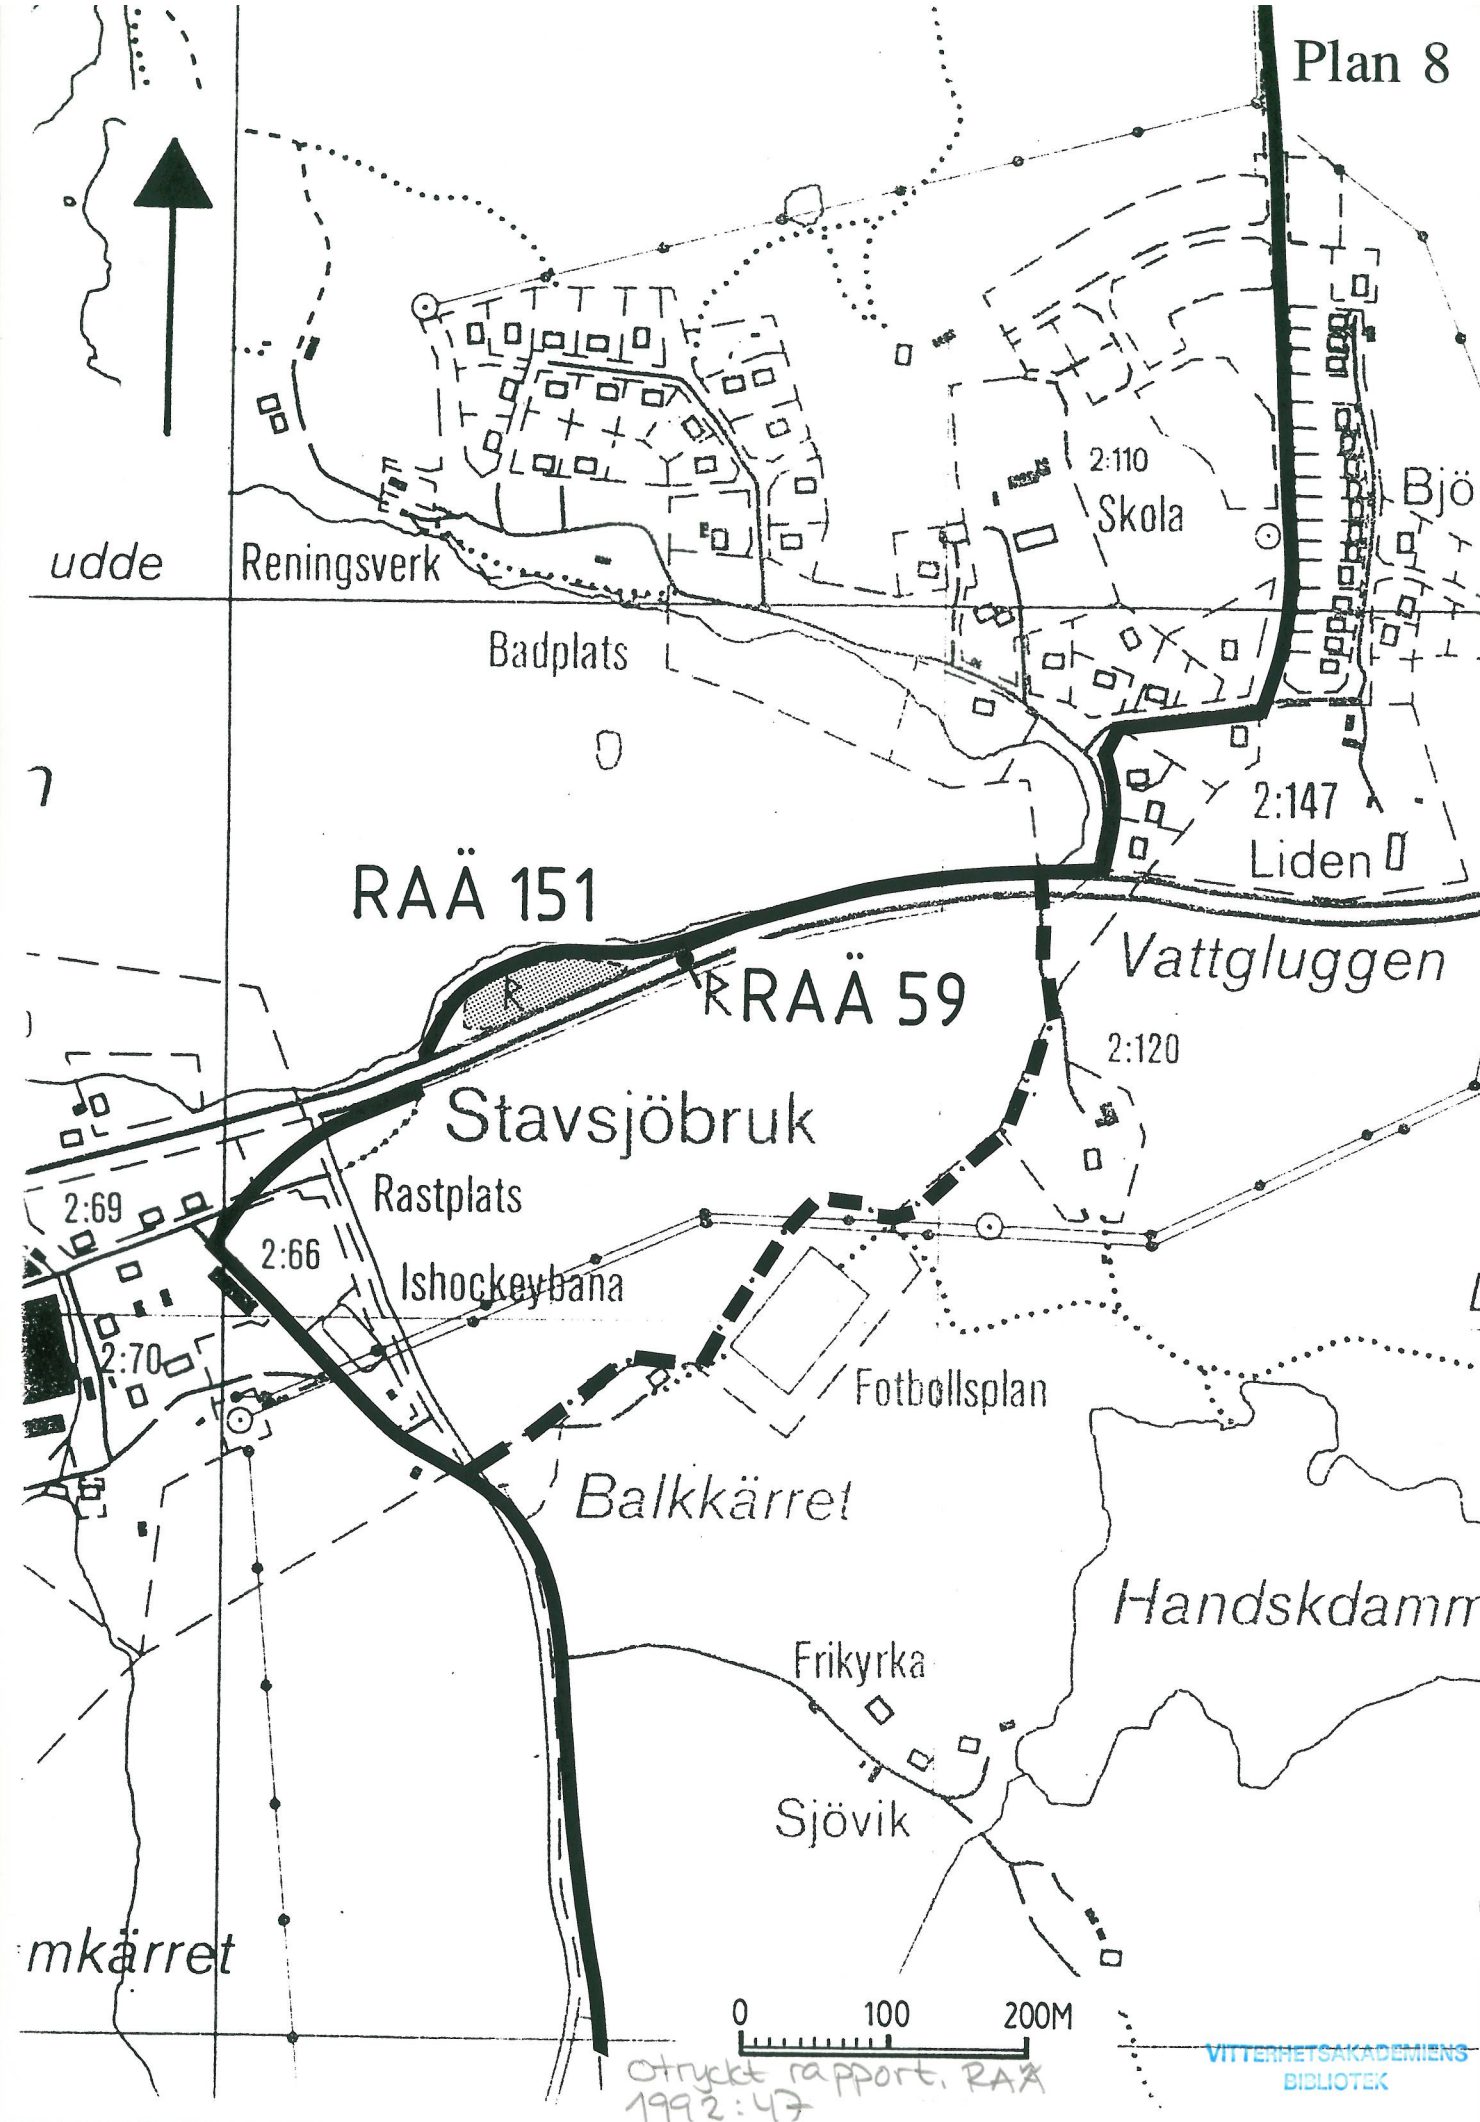 Plan 8
2:110
Skola
Bjö
udde
Reningsverk
Badplats
2:147
Liden
RAÄ 151
Vattgluggen
R
RRAÄ 59
2:120
Stavsjöbruk
Rastplats
2:69
2:66
Ishockeybana
2:70
Fotbollsplan
Balkkärret
Handskdamm
Frikyrka
Sjövik
mkärret
0 100 200M
Otryckt rapport. RAÄ
1992:47
VITTERHETSAKADEMIENS
BIBLIOTEK